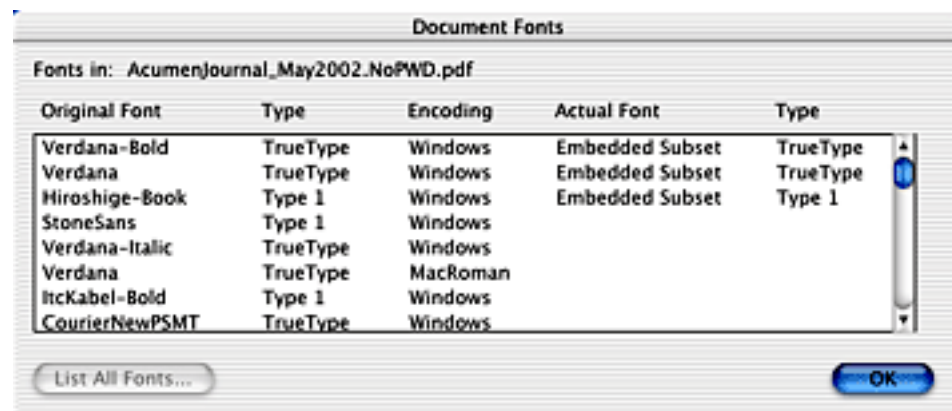 Document Fonts
Fonts in: AcumenJournal_May2002.NoPWD.pdf
Original Font Type Encoding Actual Font Type
Verdana-Bold TrueType Windows Embedded Subset TrueType
Verdana TrueType Windows Embedded Subset TrueType
Hiroshige-Book Type 1 Windows Embedded Subset Type 1
StoneSans Type 1 Windows
Verdana-Italic TrueType Windows
Verdana TrueType MacRoman
ItcKabel-Bold Type 1 Windows
CourierNewPSMT TrueType Windows
List All Fonts... OK